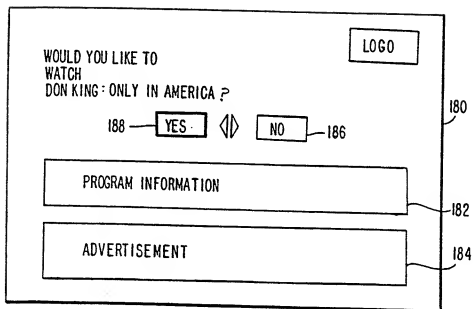 LOGO
WOULD YOU LIKE TO
WATCH
DON KING: ONLY IN AMERICA ?
180
188 YES NO 186
PROGRAM INFORMATION
182
ADVERTISEMENT
184